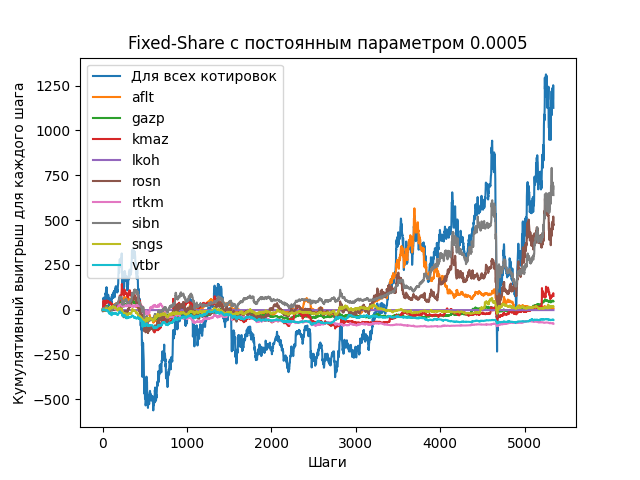 Fixed-Share с постоянным параметром 0.0005
Кумулятивный выигрыш для каждого шага
1250
1000
750
500
250
0
−250
−500
Для всех котировок
aflt
gazp
kmaz
lkoh
rosn
rtkm
sibn
sngs
vtbr
0 1000 2000 3000 4000 5000
Шаги